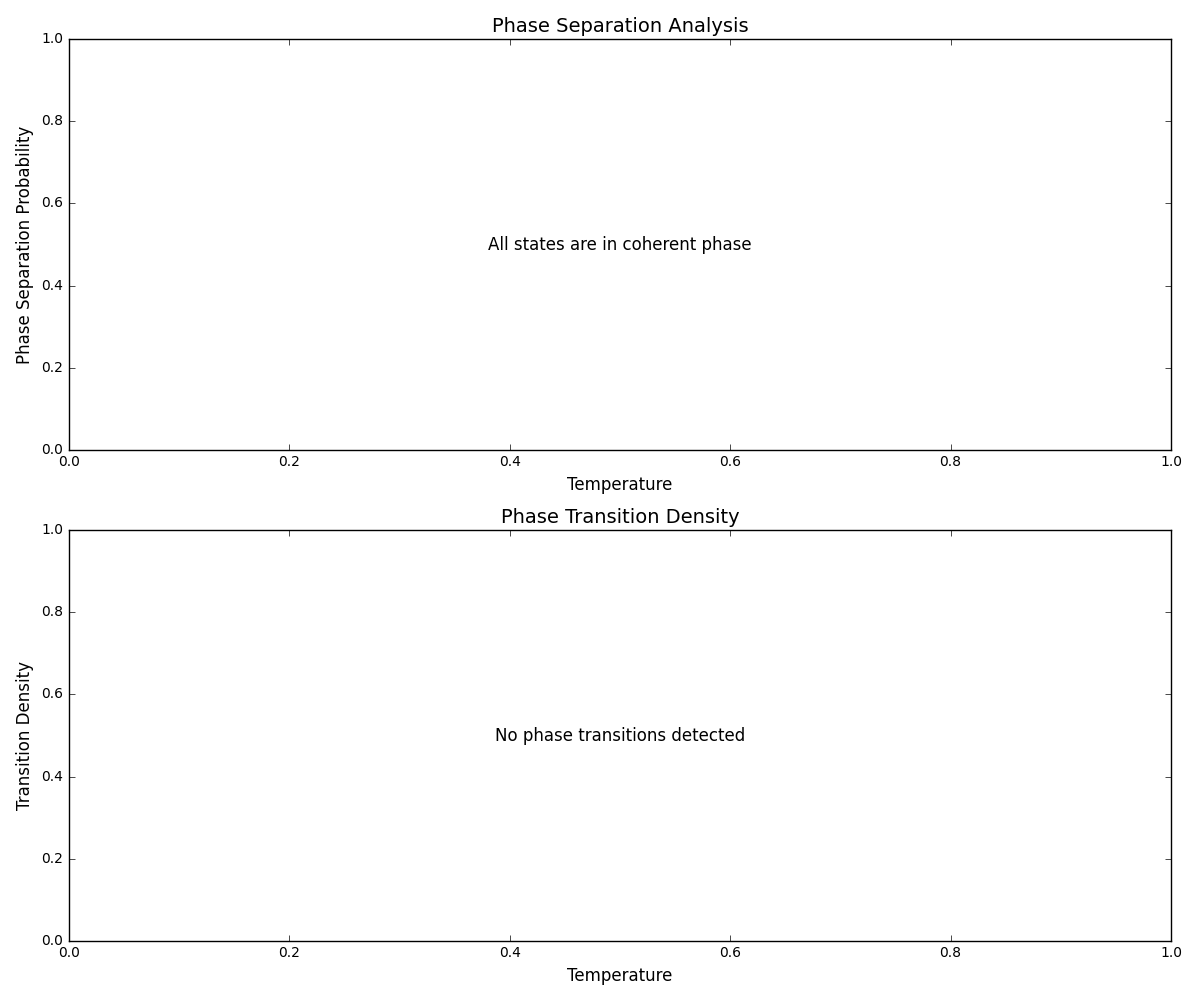 Phase Separation Analysis
1.0
0.8
0.6
0.4
0.2
0.0
Phase Separation Probability
All states are in coherent phase
0.0 0.2 0.4 0.6 0.8 1.0
Temperature
Phase Transition Density
1.0
0.8
0.6
0.4
0.2
0.0
Transition Density
No phase transitions detected
0.0 0.2 0.4 0.6 0.8 1.0
Temperature